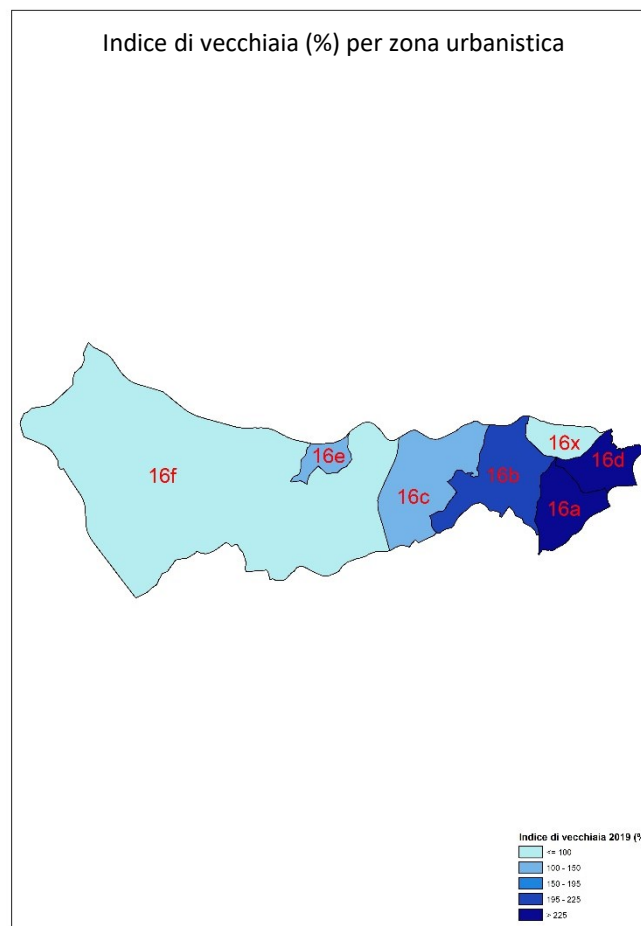 Indice di vecchiaia (%) per zona urbanistica
16f
16e
16c
16b
16x
16d
16a
Indice di vecchiaia 2019 (%
<= 100
100 - 150
150 - 195
195 - 225
> 225